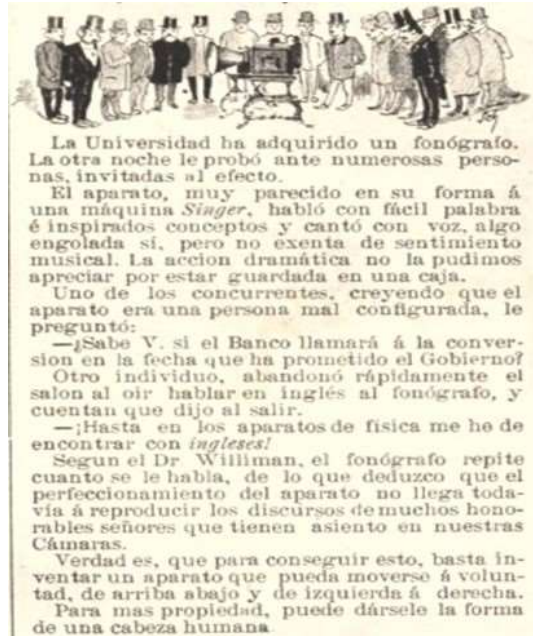 La Universidad ha adquirido un fonógrafo.
La otra noche le probó ante numerosas perso-
nas, invitadas al efecto.
El aparato, muy parecido en su forma á
una máquina Singer, habló con fácil palabra
é inspirados conceptos y cantó con voz, algo
engolada sí, pero no exenta de sentimiento
musical. La accion dramática no la pudimos
apreciar por estar guardada en una caja.
Uno de los concurrentes, creyendo que el
aparato era una persona mal configurada, le
preguntó:
—¿Sabe V. si el Banco llamará á la conver-
sion en la fecha que ha prometido el Gobierno?
Otro individuo, abandonó rápidamente el
salon al oir hablar en inglés al fonógrafo, y
cuentan que dijo al salir.
—¡Hasta en los aparatos de física me he de
encontrar con ingleses!
Segun el Dr Williman, el fonógrafo repite
cuanto se le habla, de lo que deduzco que el
perfeccionamiento del aparato no llega toda-
vía á reproducir los discursos de muchos hono-
rables señores que tienen asiento en nuestras
Cámaras.
Verdad es, que para conseguir esto, basta in-
ventar un aparato que pueda moverse á volun-
tad, de arriba abajo y de izquierda á derecha.
Para mas propiedad, puede dársele la forma
de una cabeza humana.